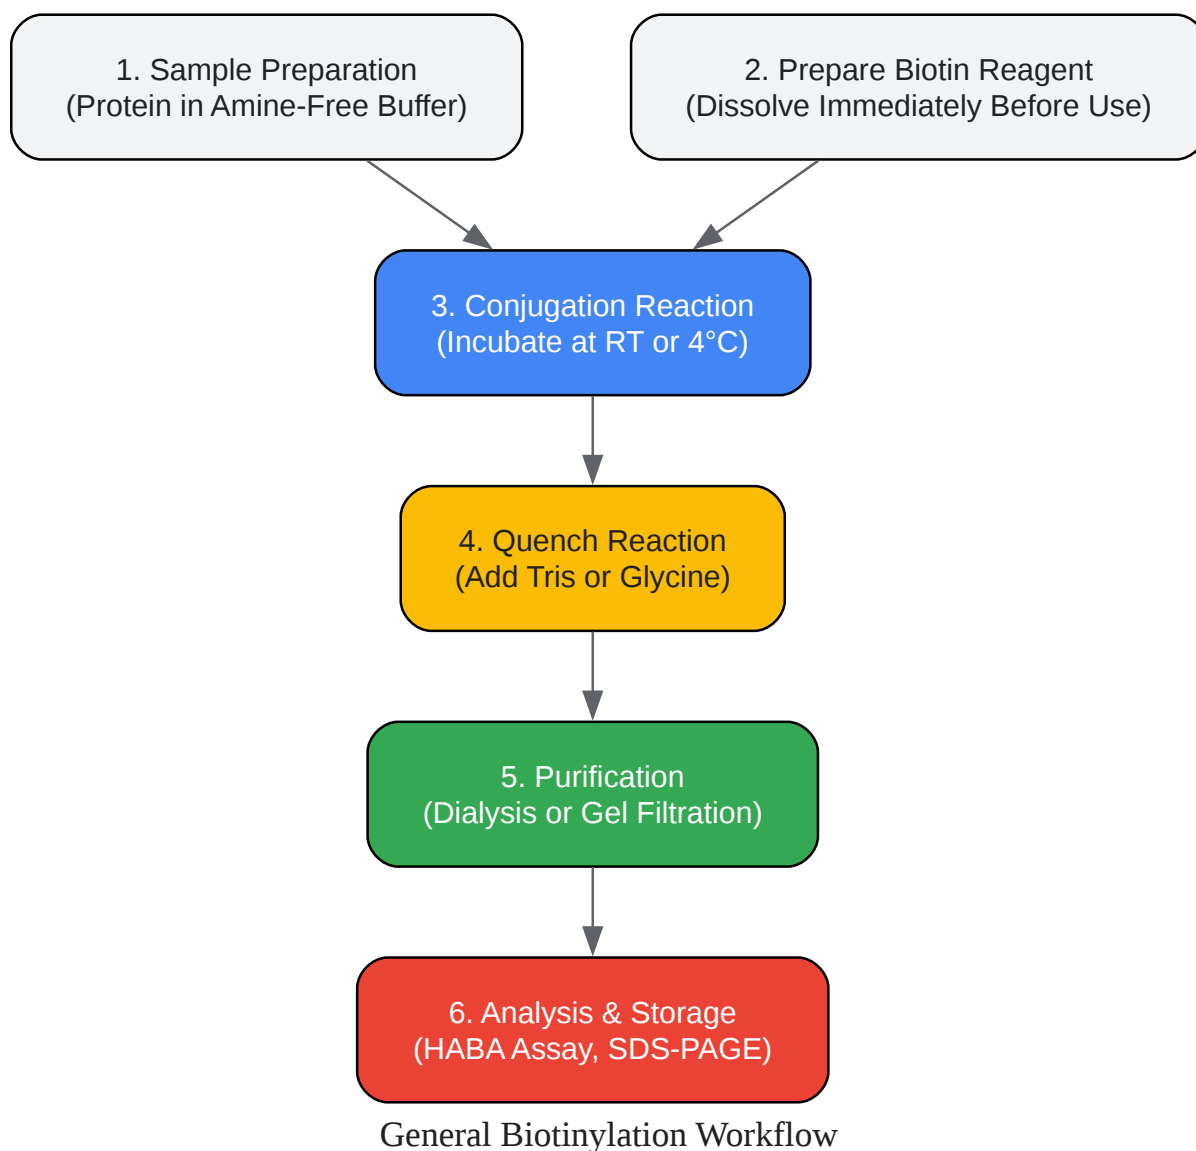 1. Sample Preparation
(Protein in Amine-Free Buffer)
2. Prepare Biotin Reagent
(Dissolve Immediately Before Use)
3. Conjugation Reaction
(Incubate at RT or 4°C)
4. Quench Reaction
(Add Tris or Glycine)
5. Purification
(Dialysis or Gel Filtration)
6. Analysis & Storage
(HABA Assay, SDS-PAGE)
General Biotinylation Workflow